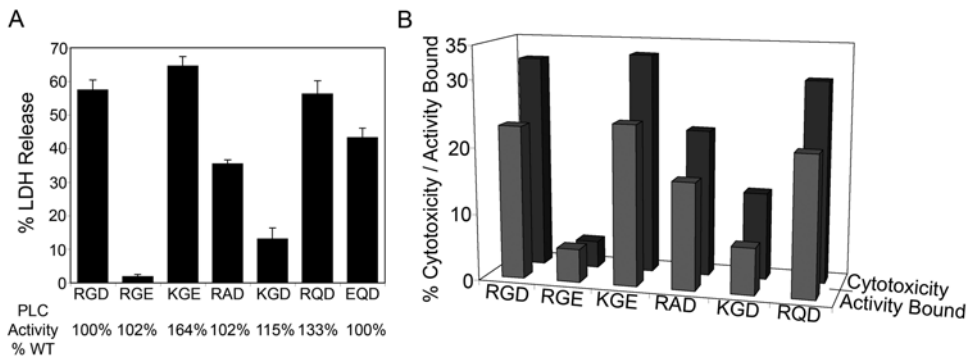 A
% LDH Release
70
60
50
40
30
20
10
0
RGD RGE KGE RAD KGD RQD EQD
PLC
Activity 100% 102% 164% 102% 115% 133% 100%
% WT
B
% Cytotoxicity / Activity Bound
35
30
20
10
0
RGD RGE KGE RAD KGD RQD
Cytotoxicity
Activity Bound